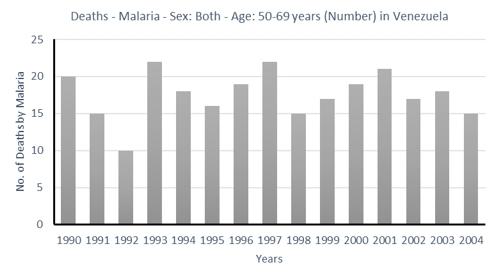 Deaths - Malaria - Sex: Both - Age: 50-69 years (Number) in Venezuela
No. of Deaths by Malaria
25
20
15
10
5
0
1990 1991 1992 1993 1994 1995 1996 1997 1998 1999 2000 2001 2002 2003 2004
Years